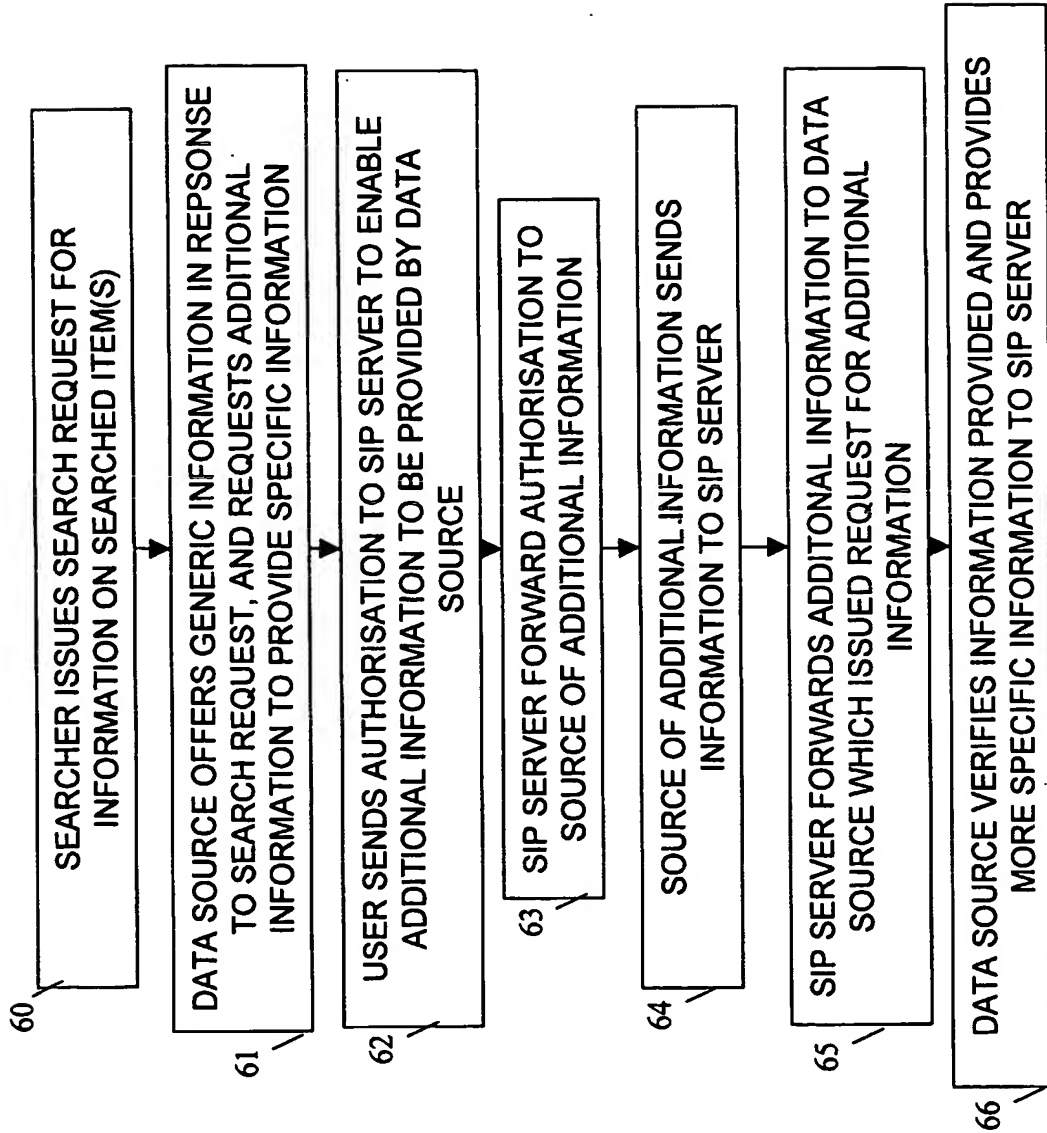 60
SEARCHER ISSUES SEARCH REQUEST FOR
INFORMATION ON SEARCHED ITEM(S)
61
DATA SOURCE OFFERS GENERIC INFORMATION IN REPSONSE
TO SEARCH REQUEST, AND REQUESTS ADDITIONAL
INFORMATION TO PROVIDE SPECIFIC INFORMATION
62
USER SENDS AUTHORISATION TO SIP SERVER TO ENABLE
ADDITIONAL INFORMATION TO BE PROVIDED BY DATA
SOURCE
63
SIP SERVER FORWARD AUTHORISATION TO
SOURCE OF ADDITIONAL INFORMATION
64
SOURCE OF ADDITIONAL INFORMATION SENDS
INFORMATION TO SIP SERVER
65
SIP SERVER FORWARDS ADDITONAL INFORMATION TO DATA
SOURCE WHICH ISSUED REQUEST FOR ADDITIONAL
INFORMATION
66
DATA SOURCE VERIFIES INFORMATION PROVIDED AND PROVIDES
MORE SPECIFIC INFORMATION TO SIP SERVER